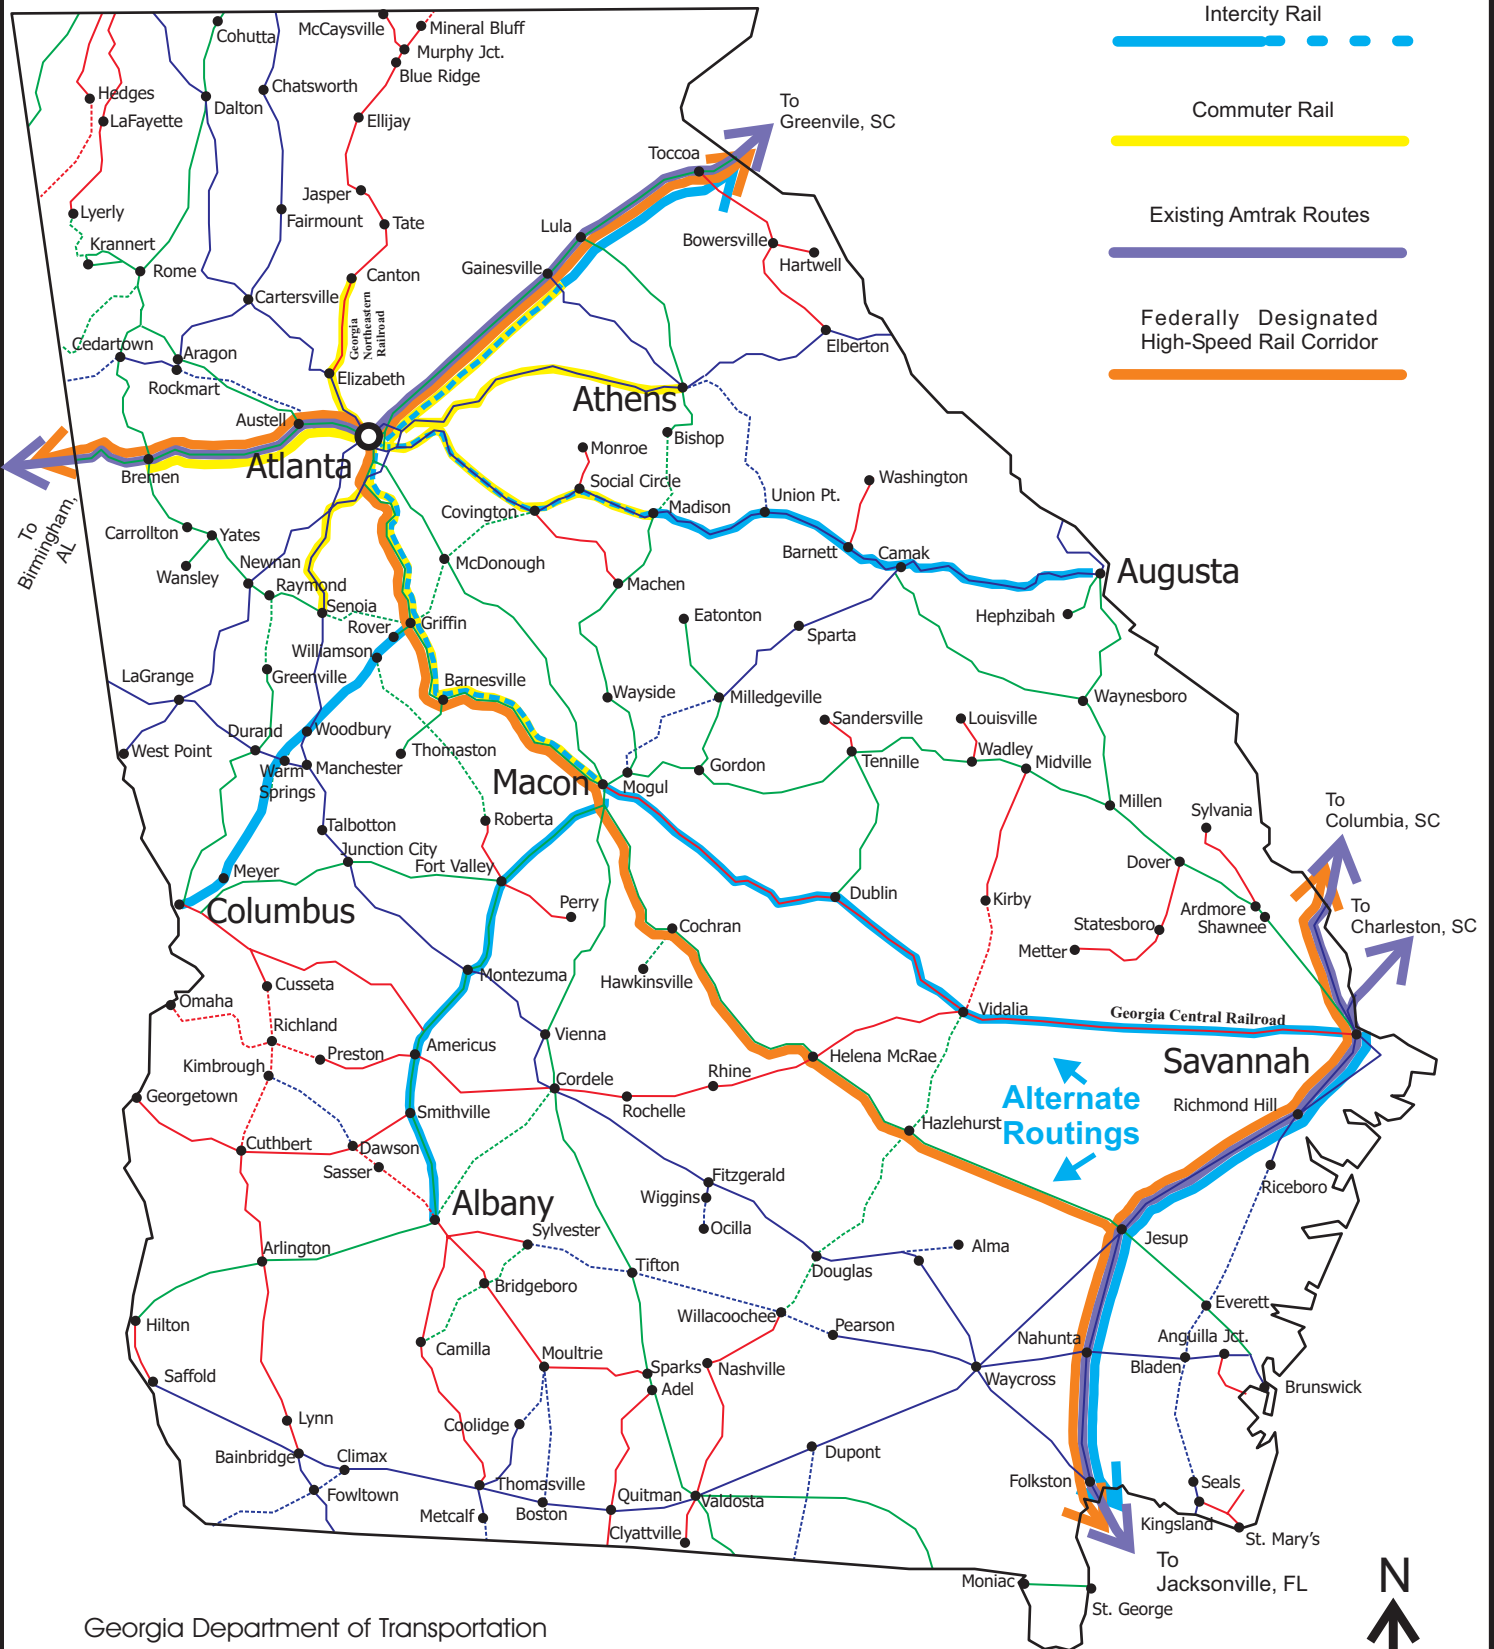 Intercity Rail
Commuter Rail
Existing Amtrak Routes
Federally Designated
High-Speed Rail Corridor
Cohutta
McCaysville
Mineral Bluff
Murphy Jct.
Blue Ridge
Chatsworth
Hedges
Dalton
LaFayette
Ellijay
To
Greenvile, SC
Toccoa
Jasper
Lyerly
Fairmount
Tate
Lula
Bowersville
Krannert
Hartwell
Rome
Gainesville
Canton
Cartersville
Georgia
Northeastern
Railroad
Cedartown
Aragon
Elberton
Rockmart
Elizabeth
Athens
Austell
Bishop
Monroe
Atlanta
Bremen
Social Circle
Washington
Union Pt.
Madison
Covington
To
Birmingham,
AL
Carrollton
Yates
Barnett
Camak
Newnan
McDonough
Wansley
Augusta
Raymond
Machen
Senoia
Hephzibah
Eatonton
Rover
Griffin
Sparta
Williamson
LaGrange
Greenville
Barnesville
Wayside
Milledgeville
Waynesboro
Sandersville
Louisville
Durand
Woodbury
West Point
Thomaston
Wadley
Warm
Springs
Manchester
Tennille
Midville
Gordon
Macon
Mogul
Millen
Sylvania
To
Columbia, SC
Roberta
Talbotton
Junction City
Dover
Fort Valley
Meyer
Dublin
Kirby
Perry
To
Charleston, SC
Columbus
Ardmore
Shawnee
Cochran
Statesboro
Metter
Montezuma
Hawkinsville
Cusseta
Omaha
Vidalia
Georgia Central Railroad
Richland
Vienna
Preston
Americus
Helena McRae
Savannah
Kimbrough
Rhine
Cordele
Georgetown
Alternate
Routings
Rochelle
Smithville
Richmond Hill
Hazlehurst
Cuthbert
Dawson
Sasser
Fitzgerald
Wiggins
Riceboro
Albany
Ocilla
Sylvester
Jesup
Arlington
Alma
Tifton
Douglas
Bridgeboro
Everett
Willacoochee
Hilton
Pearson
Nahunta
Anguilla Jct.
Camilla
Moultrie
Bladen
Sparks
Nashville
Saffold
Waycross
Brunswick
Adel
Lynn
Coolidge
Dupont
Bainbridge
Climax
Folkston
Seals
Thomasville
Fowltown
Quitman
Valdosta
Metcalf
Boston
Kingsland
Clyattville
St. Mary's
To
Jacksonville, FL
N
Moniac
St. George
Georgia Department of Transportation